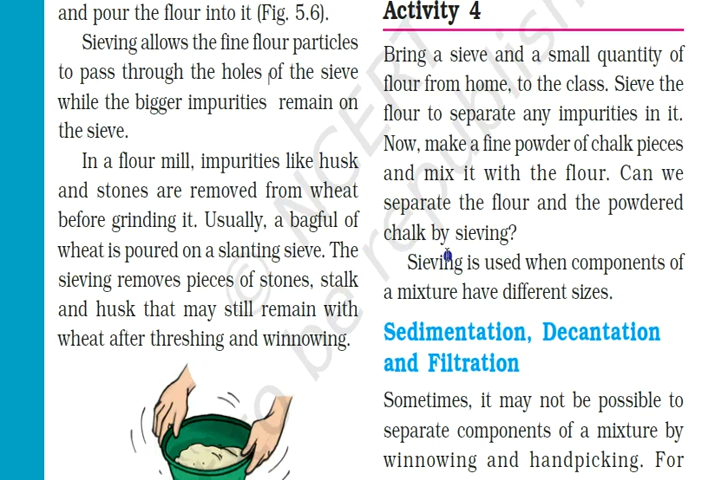 and pour the flour into it (Fig. 5.6).
Sieving allows the fine flour particles
to pass through the holes of the sieve
while the bigger impurities remain on
the sieve.
In a flour mill, impurities like husk
and stones are removed from wheat
before grinding it. Usually, a bagful of
wheat is poured on a slanting sieve. The
sieving removes pieces of stones, stalk
and husk that may still remain with
wheat after threshing and winnowing.
Activity 4
Bring a sieve and a small quantity of
flour from home, to the class. Sieve the
flour to separate any impurities in it.
Now, make a fine powder of chalk pieces
and mix it with the flour. Can we
separate the flour and the powdered
chalk by sieving?
Sieving is used when components of
a mixture have different sizes.
Sedimentation, Decantation
and Filtration
Sometimes, it may not be possible to
separate components of a mixture by
winnowing and handpicking. For
© NCERT
to be republish